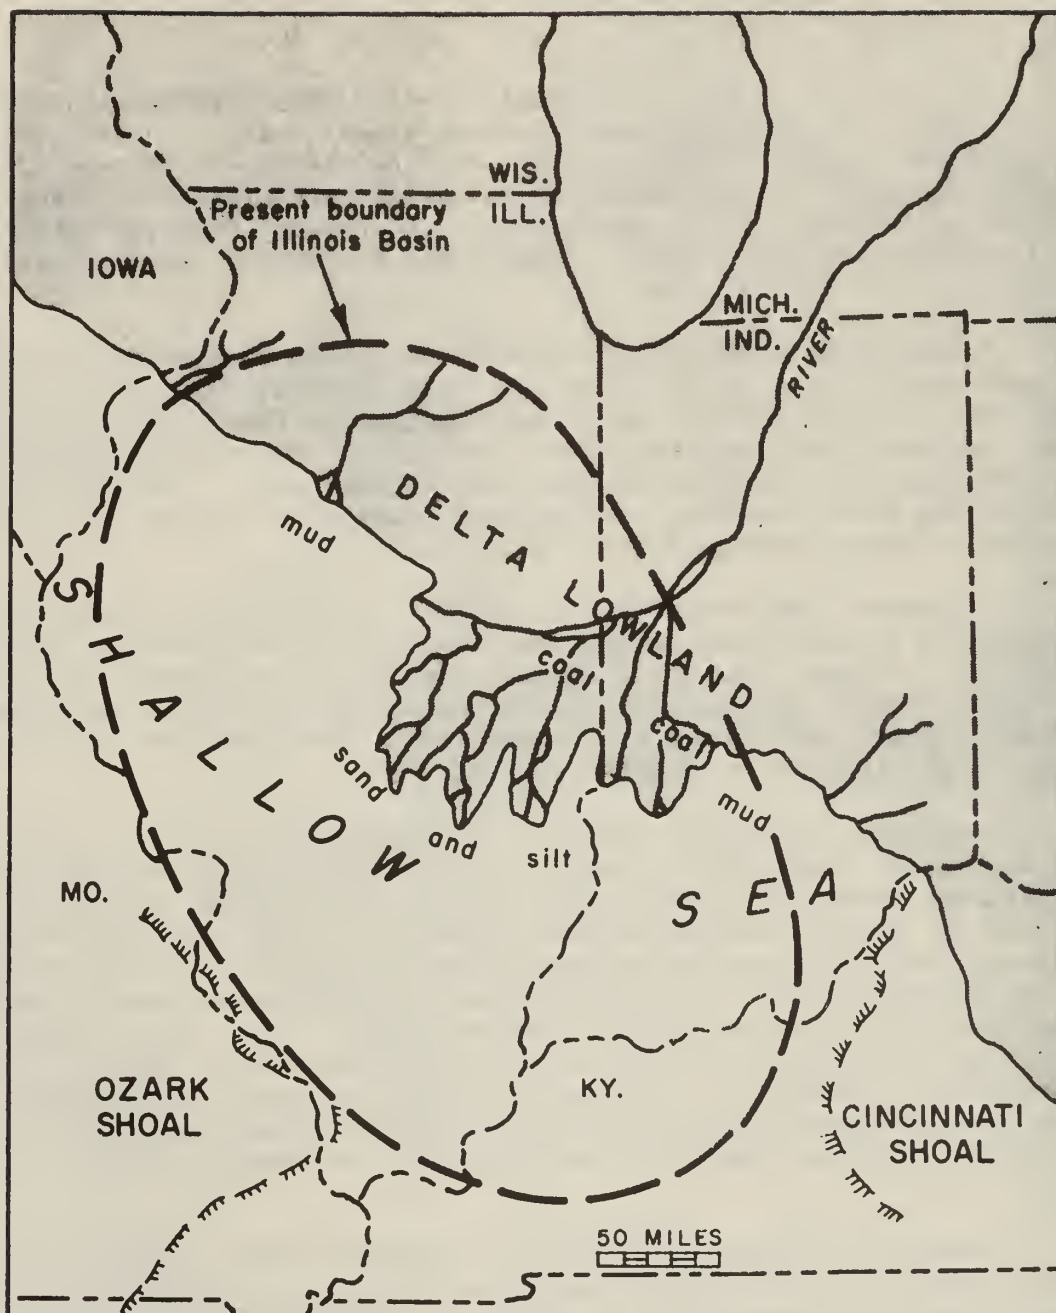 WIS.
ILL.
Present boundary
of Illinois Basin
IOWA
MICH.
IND.
RIVER
DELTA LOWLAND
mud
coal
coal
SHALLOW SEA
sand and silt
mud
MO.
OZARK
SHOAL
KY.
CINCINNATI
SHOAL
50 MILES